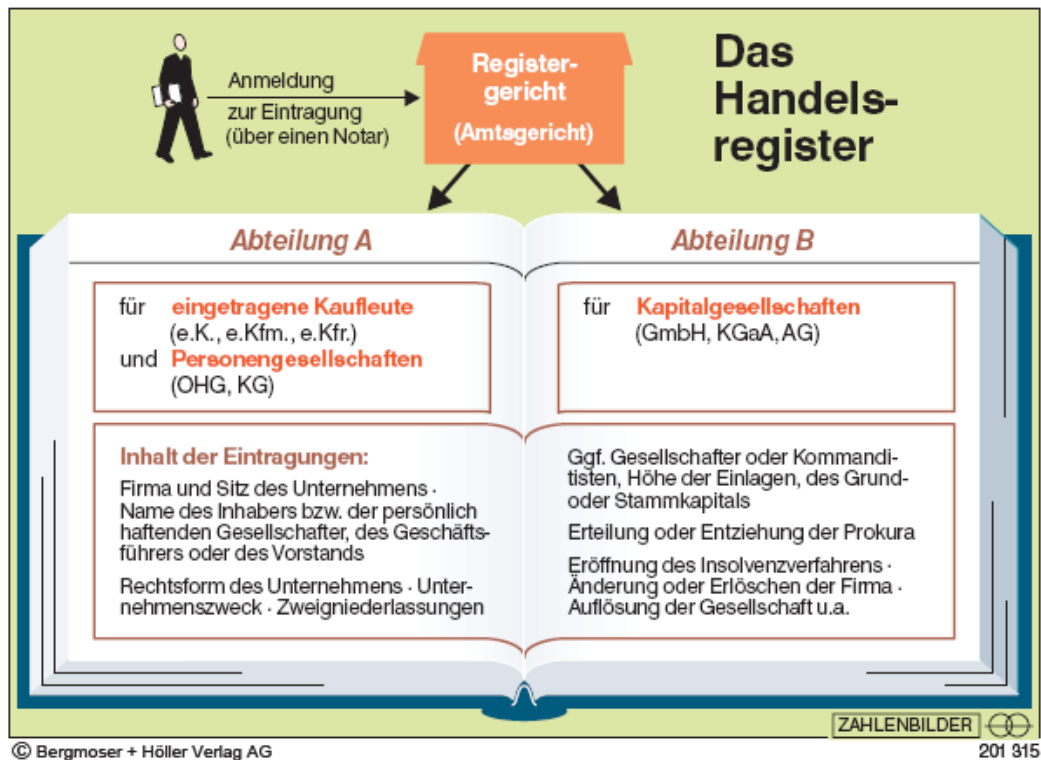 Das
Handels-
register
Anmeldung
zur Eintragung
(über einen Notar)
Register-
gericht
(Amtsgericht)
Abteilung A
für eingetragene Kaufleute
(e.K., e.Kfm., e.Kfr.)
und Personengesellschaften
(OHG, KG)
Abteilung B
für Kapitalgesellschaften
(GmbH, KGaA, AG)
Inhalt der Eintragungen:
Firma und Sitz des Unternehmens ·
Name des Inhabers bzw. der persönlich
haftenden Gesellschafter, des Geschäfts-
führers oder des Vorstands
Rechtsform des Unternehmens · Unter-
nehmenszweck · Zweigniederlassungen
Ggf. Gesellschafter oder Kommandi-
tisten, Höhe der Einlagen, des Grund-
oder Stammkapitals
Erteilung oder Entziehung der Prokura
Eröffnung des Insolvenzverfahrens ·
Änderung oder Erlöschen der Firma ·
Auflösung der Gesellschaft u.a.
ZAHLENBILDER
© Bergmoser + Höller Verlag AG
201 315